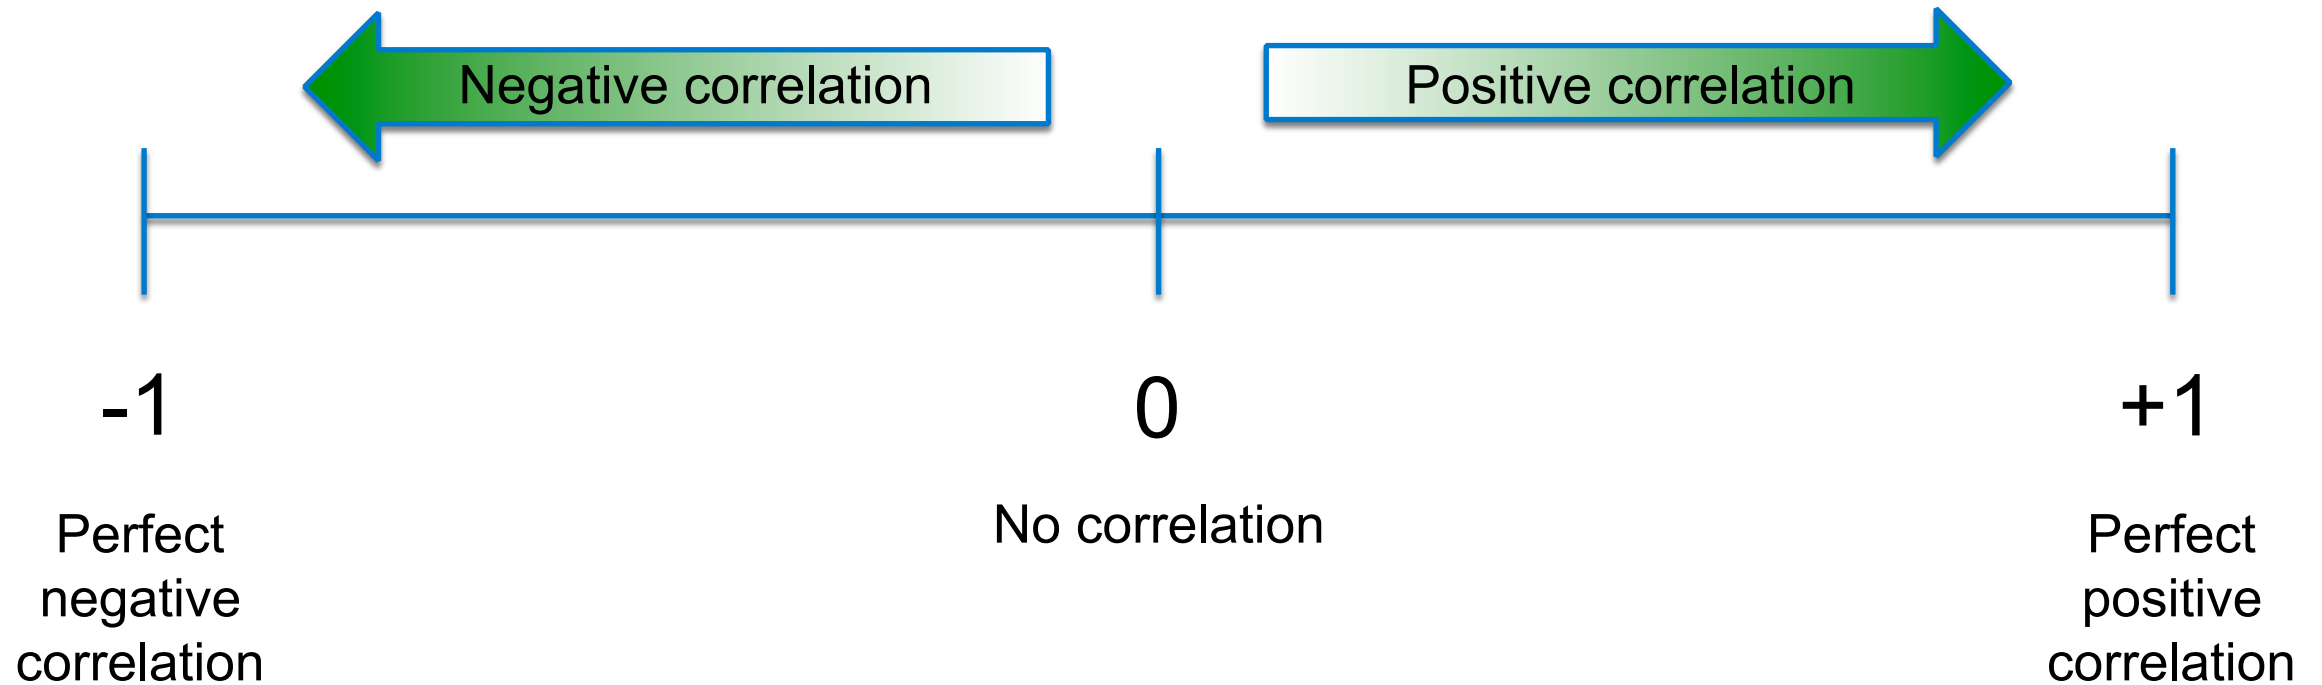 Negative correlation
Positive correlation
-1
0
+1
Perfect
negative
correlation
No correlation
Perfect
positive
correlation